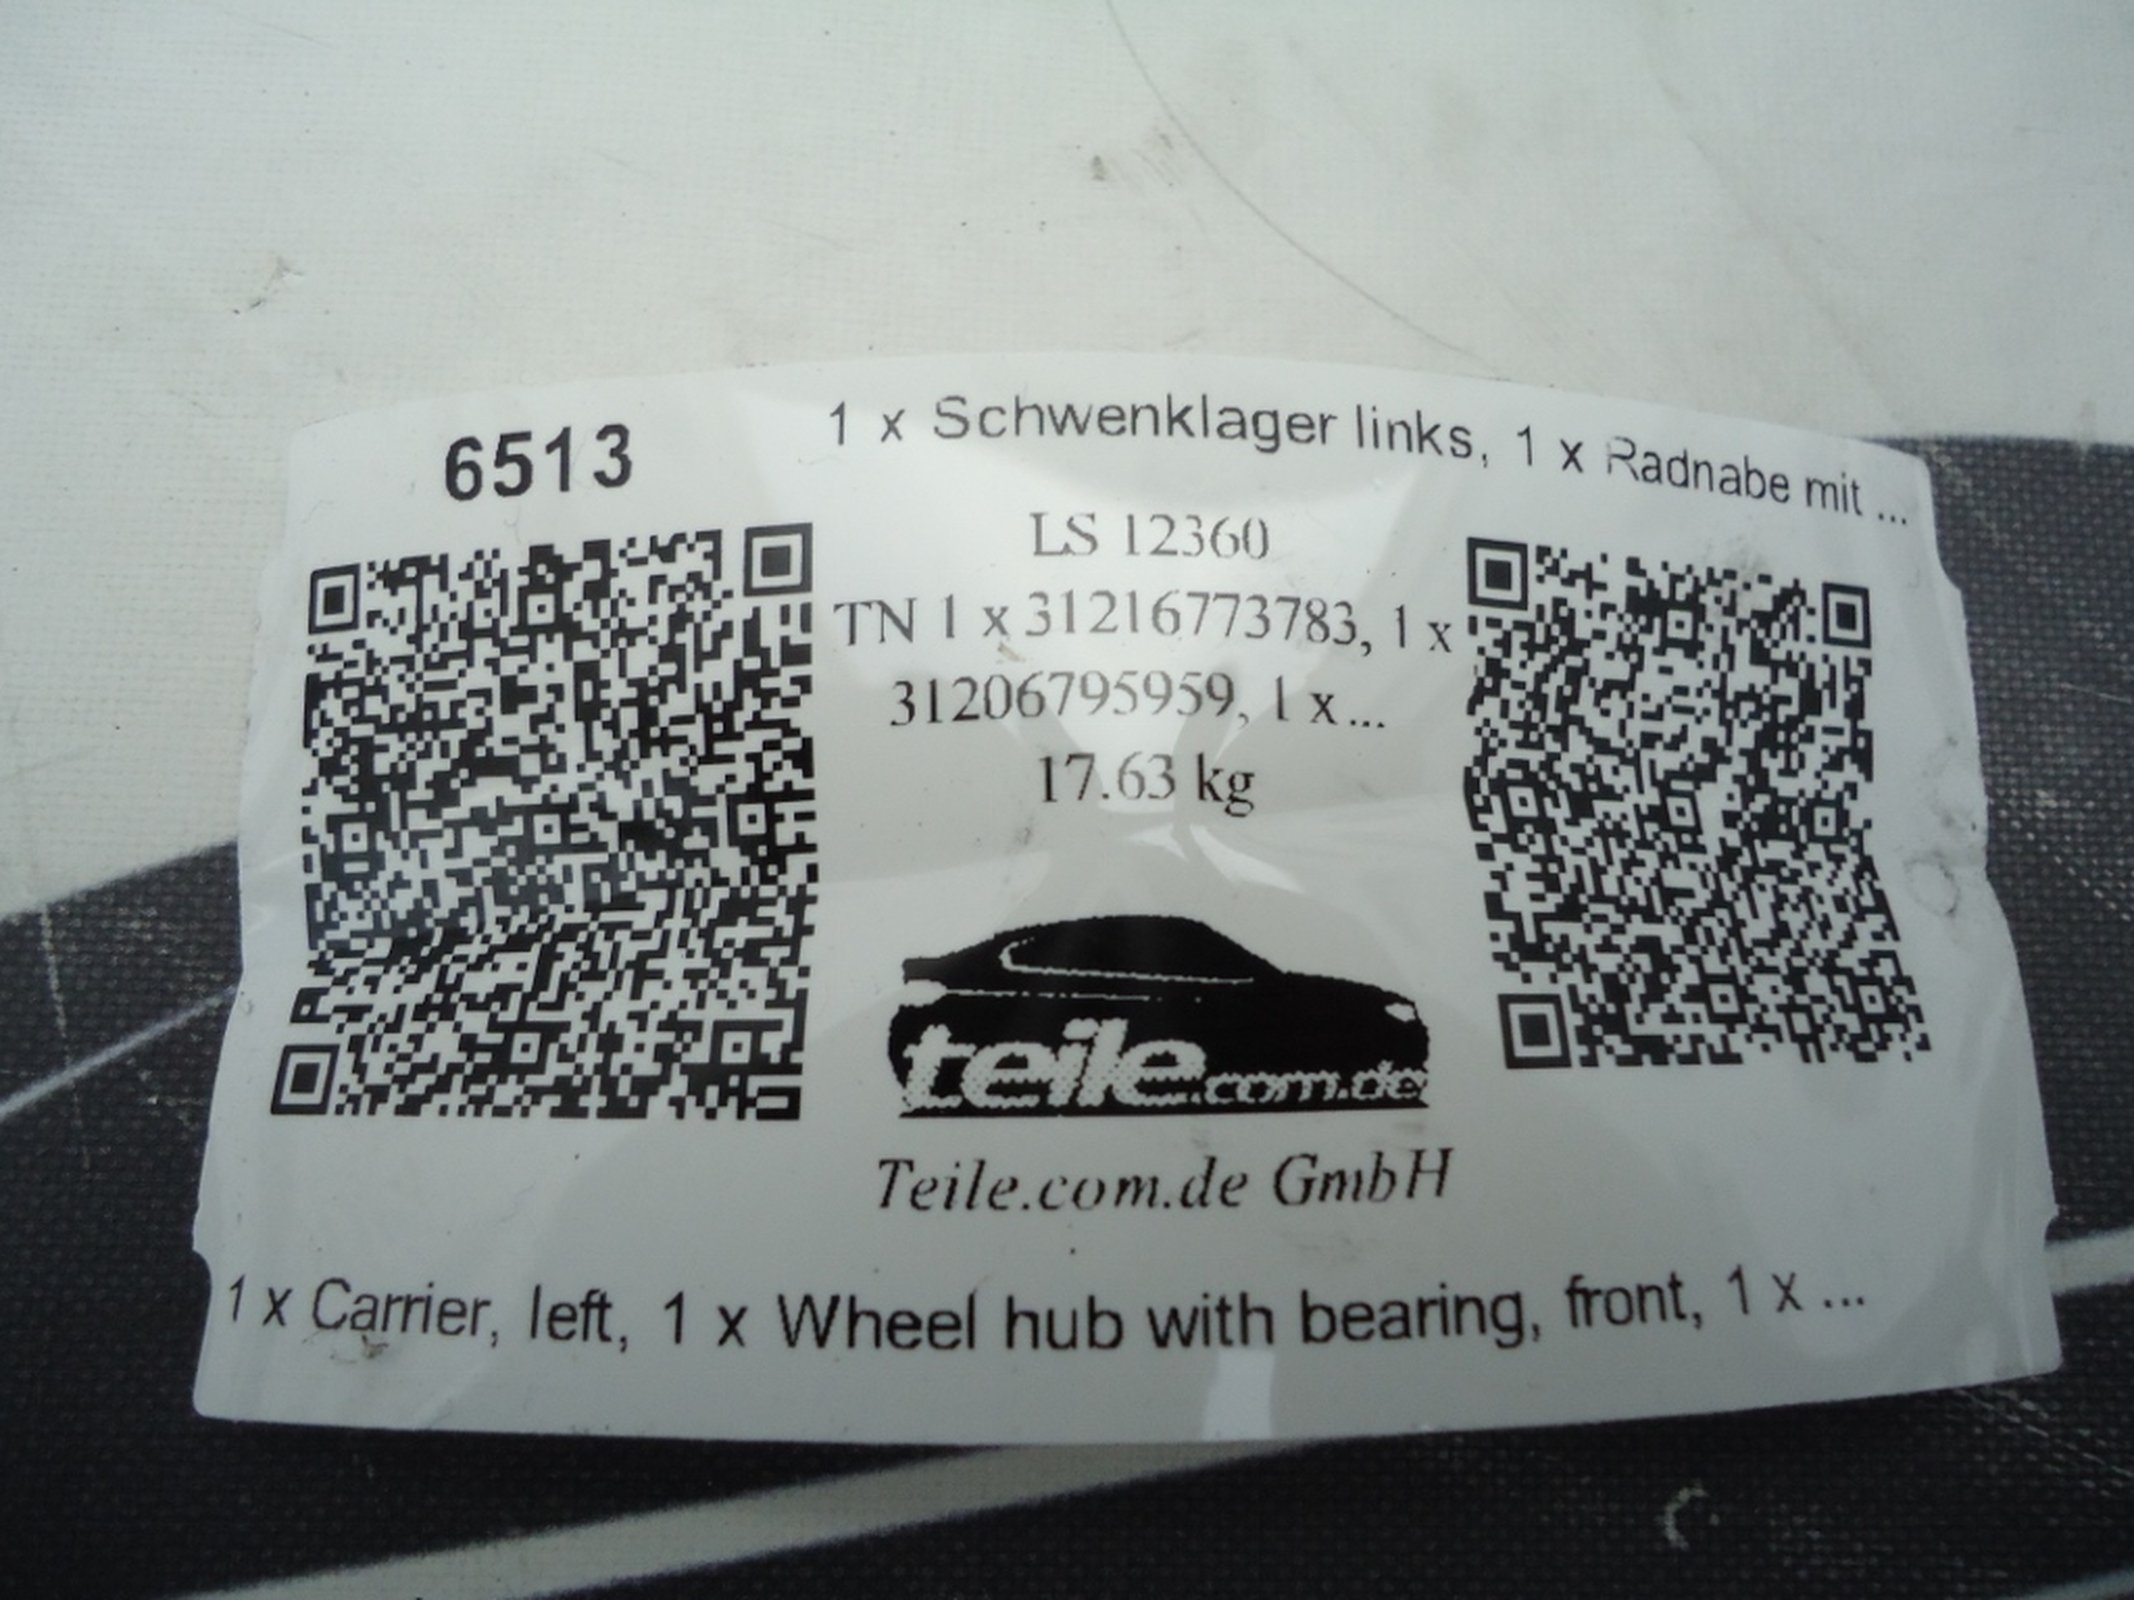 6513
1 x Schwenklager links, 1 x Radnabe mit ...
LS 12360
TN 1 x 31216773783, 1 x
31206795959, 1 x...
17.63 kg
teile.com.de
Teile.com.de GmbH
1 x Carrier, left, 1 x Wheel hub with bearing, front, 1 x ...